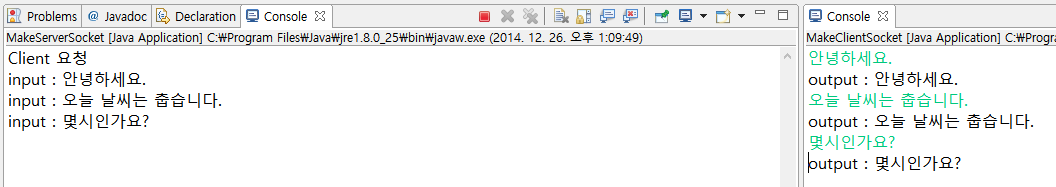 Problems @ Javadoc Declaration Console
MakeServerSocket [Java Application] C:₩Program Files₩Java₩jre1.8.0_25₩bin₩javaw.exe (2014. 12. 26. 오후 1:09:49)
Client 요청
input : 안녕하세요.
input : 오늘 날씨는 춥습니다.
input : 몇시인가요?
Console
MakeClientSocket [Java Application] C:₩Progra
안녕하세요.
output : 안녕하세요.
오늘 날씨는 춥습니다.
output : 오늘 날씨는 춥습니다.
몇시인가요?
output : 몇시인가요?